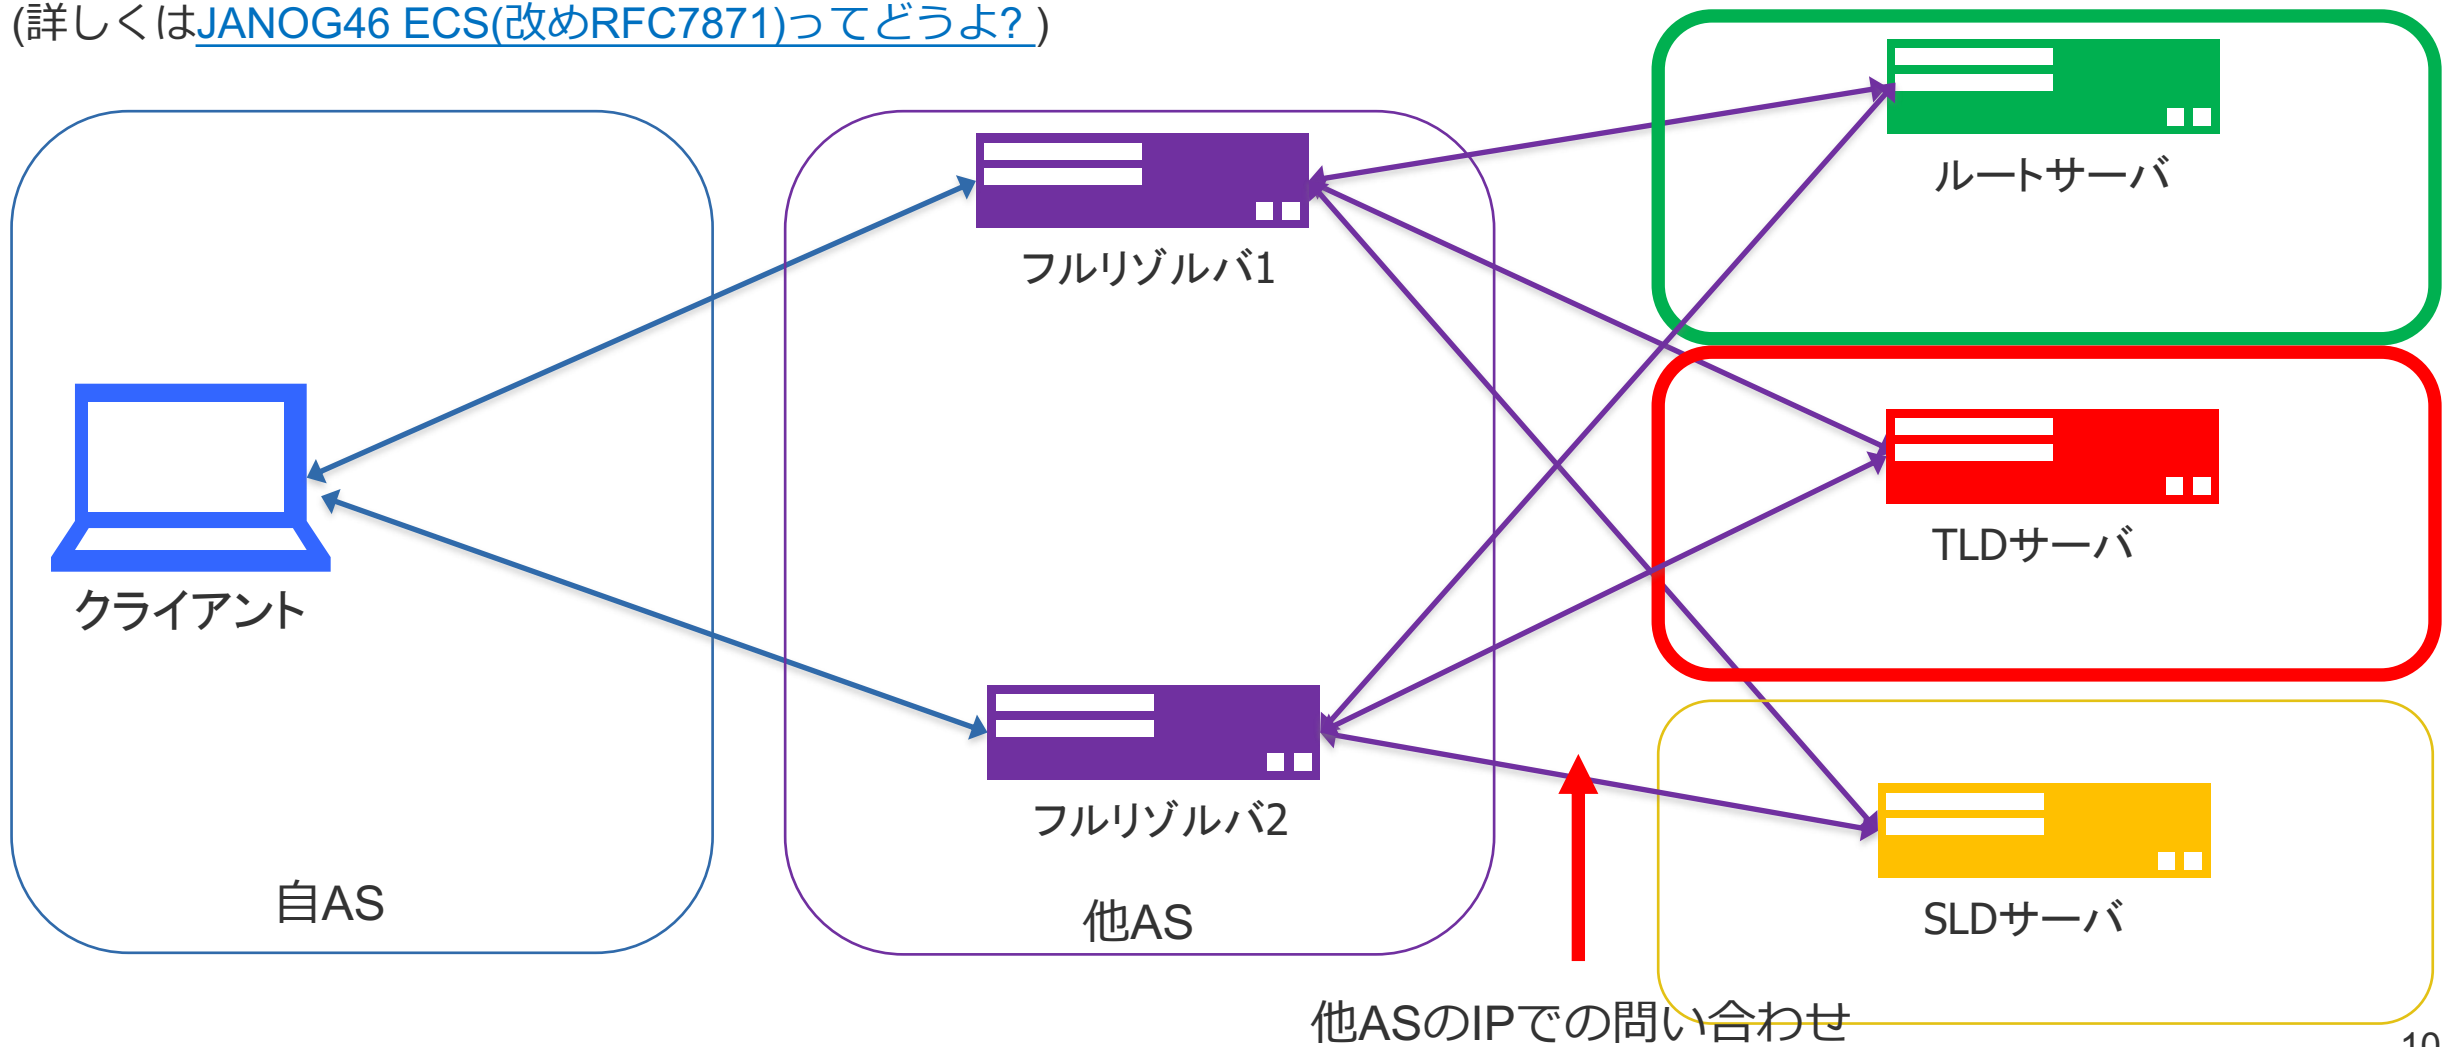 (詳しくはJANOG46 ECS(改めRFC7871)ってどうよ? )
ルートサーバ
フルリゾルバ1
TLDサーバ
クライアント
フルリゾルバ2
自AS
他AS
SLDサーバ
他ASのIPでの問い合わせ
10